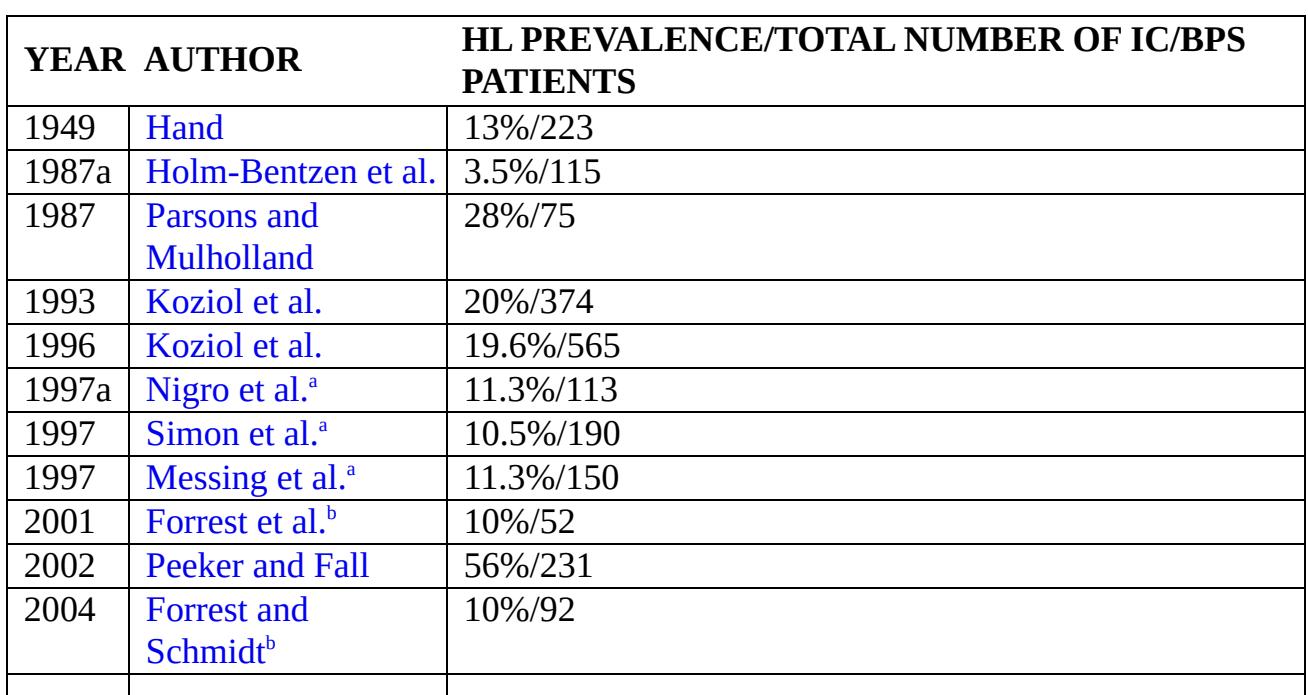 YEAR AUTHOR HL PREVALENCE/TOTAL NUMBER OF IC/BPS
PATIENTS
1949 Hand 13%/223
1987a Holm-Bentzen et al. 3.5%/115
1987 Parsons and 28%/75
Mulholland
1993 Koziol et al. 20%/374
1996 Koziol et al. 19.6%/565
1997a Nigro et al.ᵃ 11.3%/113
1997 Simon et al.ᵃ 10.5%/190
1997 Messing et al.ᵃ 11.3%/150
2001 Forrest et al.ᵇ 10%/52
2002 Peeker and Fall 56%/231
2004 Forrest and 10%/92
Schmidtᵇ